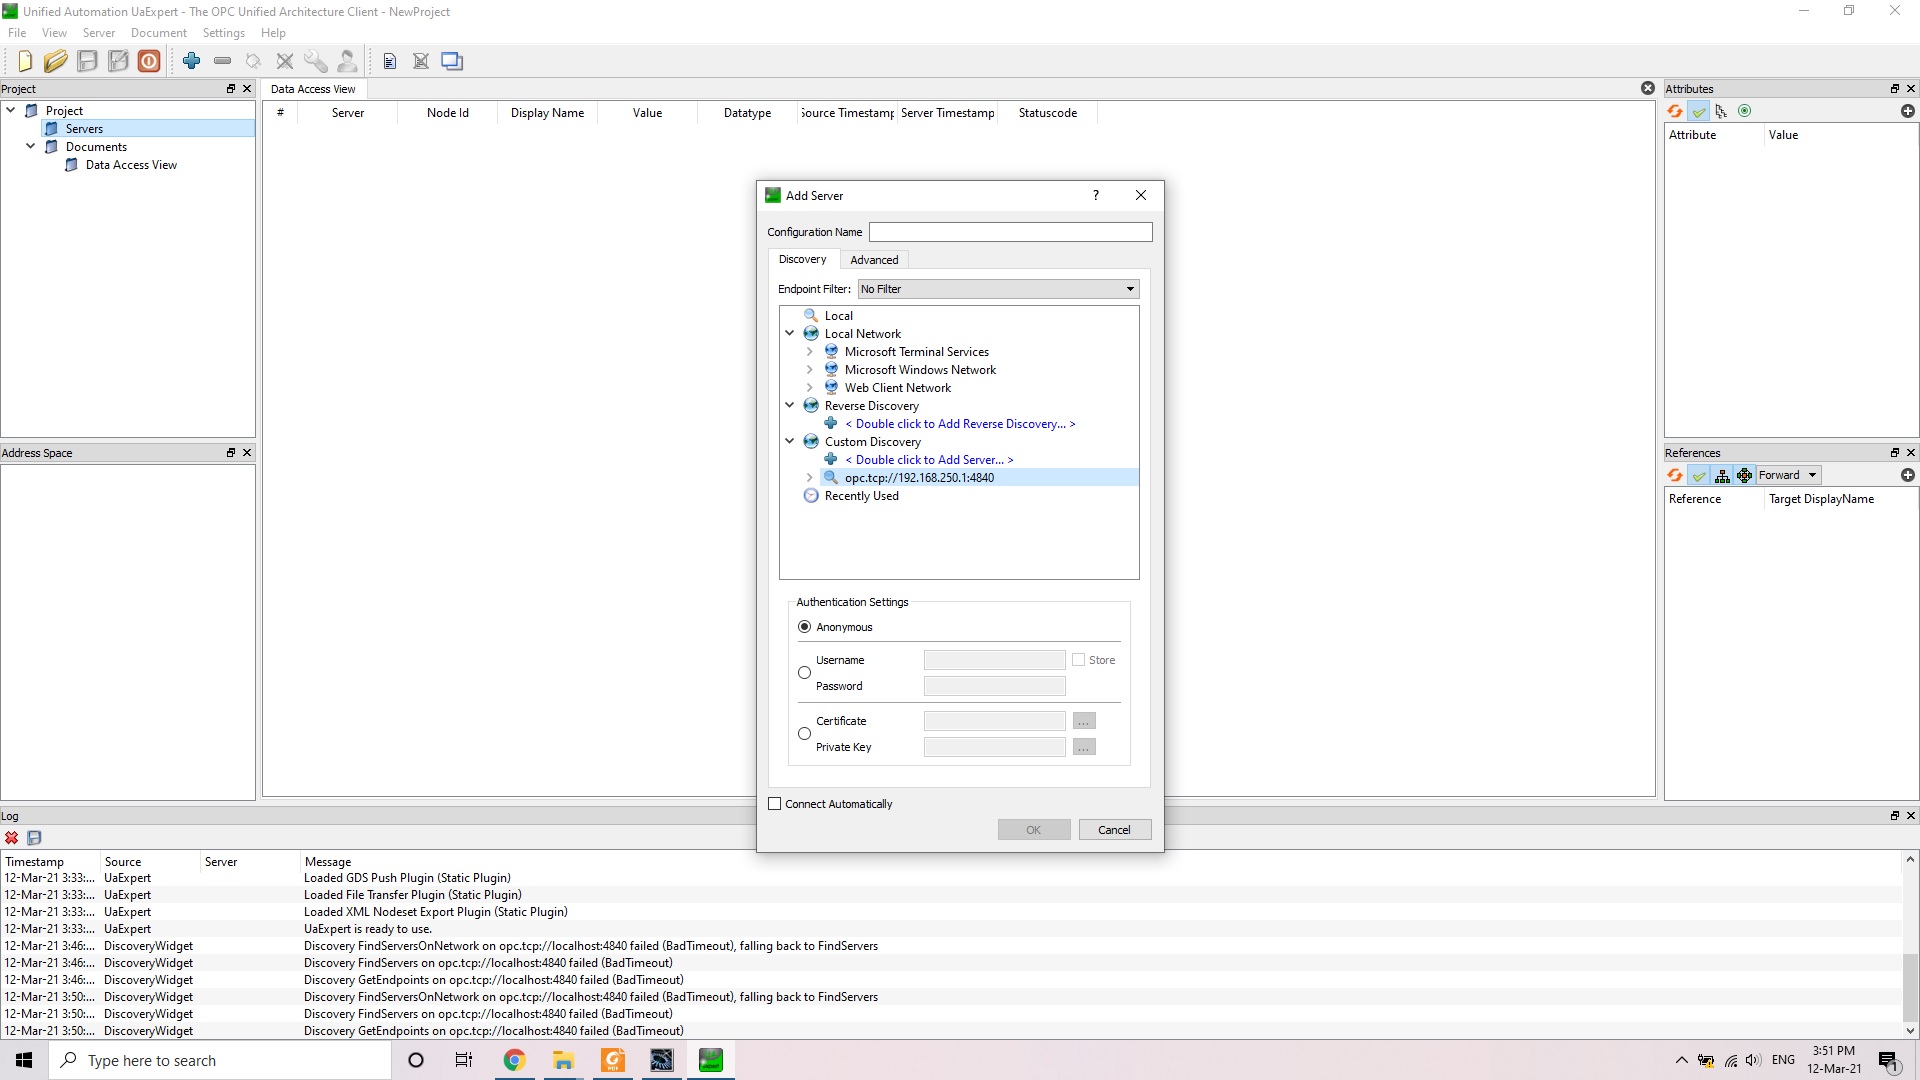 Unified Automation UaExpert - The OPC Unified Architecture Client - NewProject
File View Server Document Settings Help
Project
Project
Servers
Documents
Data Access View
Data Access View
# Server Node Id Display Name Value Datatype Source Timestamp Server Timestamp Statuscode
Attributes
Attribute Value
Add Server
?
Configuration Name
Discovery Advanced
Endpoint Filter: No Filter
Local
Local Network
Microsoft Terminal Services
Microsoft Windows Network
Web Client Network
Reverse Discovery
< Double click to Add Reverse Discovery... >
Custom Discovery
< Double click to Add Server... >
opc.tcp://192.168.250.1:4840
Recently Used
Authentication Settings
Anonymous
Username
Store
Password
Certificate
...
Private Key
...
Connect Automatically
OK Cancel
Address Space
References
Forward
Reference Target DisplayName
Log
Timestamp Source Server Message
12-Mar-21 3:33:... UaExpert Loaded GDS Push Plugin (Static Plugin)
12-Mar-21 3:33:... UaExpert Loaded File Transfer Plugin (Static Plugin)
12-Mar-21 3:33:... UaExpert Loaded XML Nodeset Export Plugin (Static Plugin)
12-Mar-21 3:33:... UaExpert UaExpert is ready to use.
12-Mar-21 3:46:... DiscoveryWidget Discovery FindServersOnNetwork on opc.tcp://localhost:4840 failed (BadTimeout), falling back to FindServers
12-Mar-21 3:46:... DiscoveryWidget Discovery FindServers on opc.tcp://localhost:4840 failed (BadTimeout)
12-Mar-21 3:46:... DiscoveryWidget Discovery GetEndpoints on opc.tcp://localhost:4840 failed (BadTimeout)
12-Mar-21 3:50:... DiscoveryWidget Discovery FindServersOnNetwork on opc.tcp://localhost:4840 failed (BadTimeout), falling back to FindServers
12-Mar-21 3:50:... DiscoveryWidget Discovery FindServers on opc.tcp://localhost:4840 failed (BadTimeout)
12-Mar-21 3:50:... DiscoveryWidget Discovery GetEndpoints on opc.tcp://localhost:4840 failed (BadTimeout)
Type here to search
PDF
ENG
3:51 PM
12-Mar-21
1